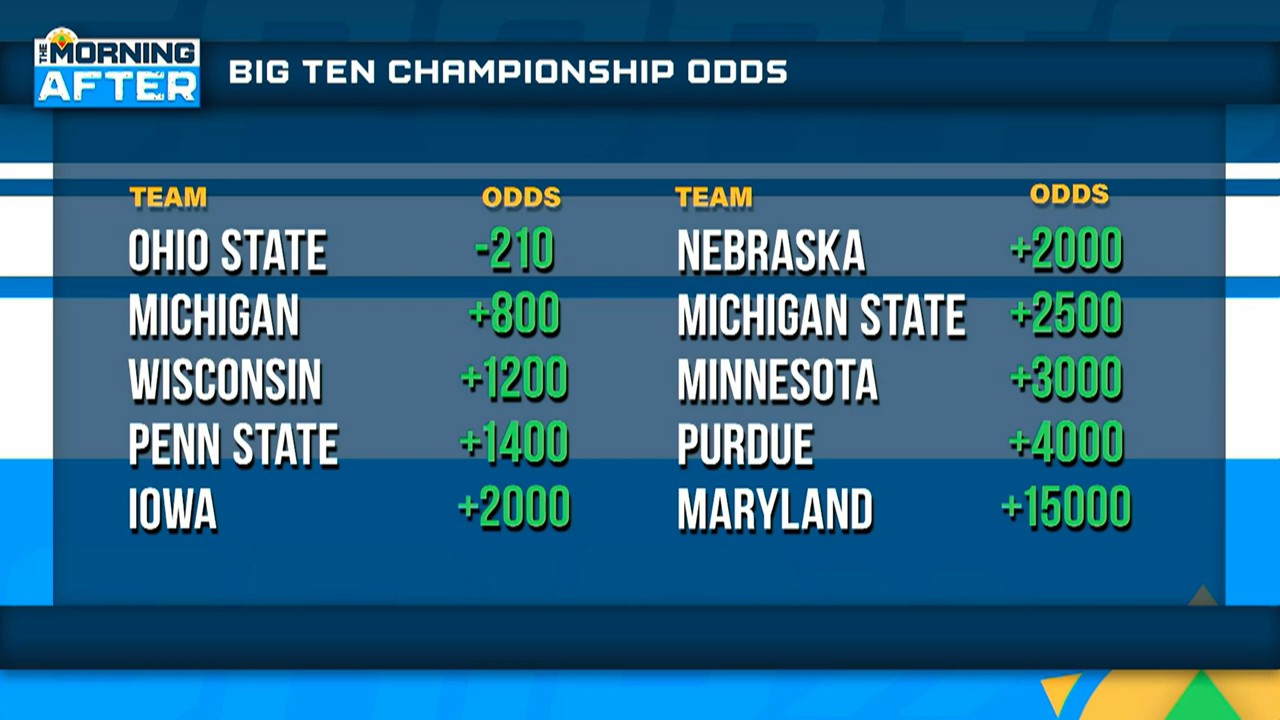 THE MORNING AFTER
BIG TEN CHAMPIONSHIP ODDS
TEAM ODDS TEAM ODDS
OHIO STATE -210 NEBRASKA +2000
MICHIGAN +800 MICHIGAN STATE +2500
WISCONSIN +1200 MINNESOTA +3000
PENN STATE +1400 PURDUE +4000
IOWA +2000 MARYLAND +15000